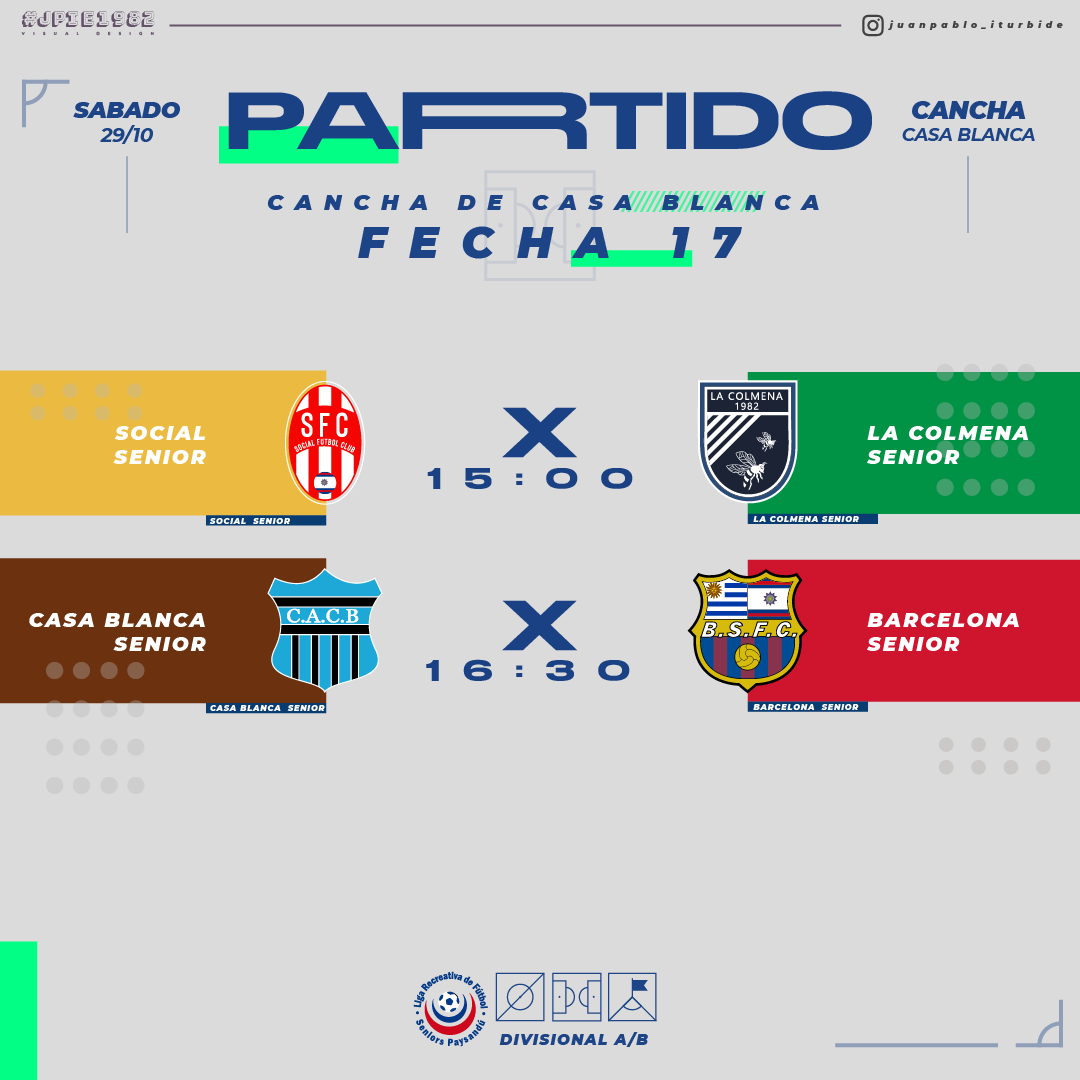 #JPIE1982
VISUAL DESIGN
juanpablo_iturbide
SABADO
29/10
PARTIDO
CANCHA
CASA BLANCA
CANCHA DE CASA BLANCA
FECHA 17
SOCIAL
SENIOR
SFC
SOCIAL FUTBOL CLUB
SOCIAL SENIOR
X
15:00
LA COLMENA
1982
LA COLMENA
SENIOR
LA COLMENA SENIOR
CASA BLANCA
SENIOR
C.A.C.B
CASA BLANCA SENIOR
X
16:30
B.S.F.C.
BARCELONA
SENIOR
BARCELONA SENIOR
Liga Recreativa de Fútbol
Seniors Paysandú
DIVISIONAL A/B